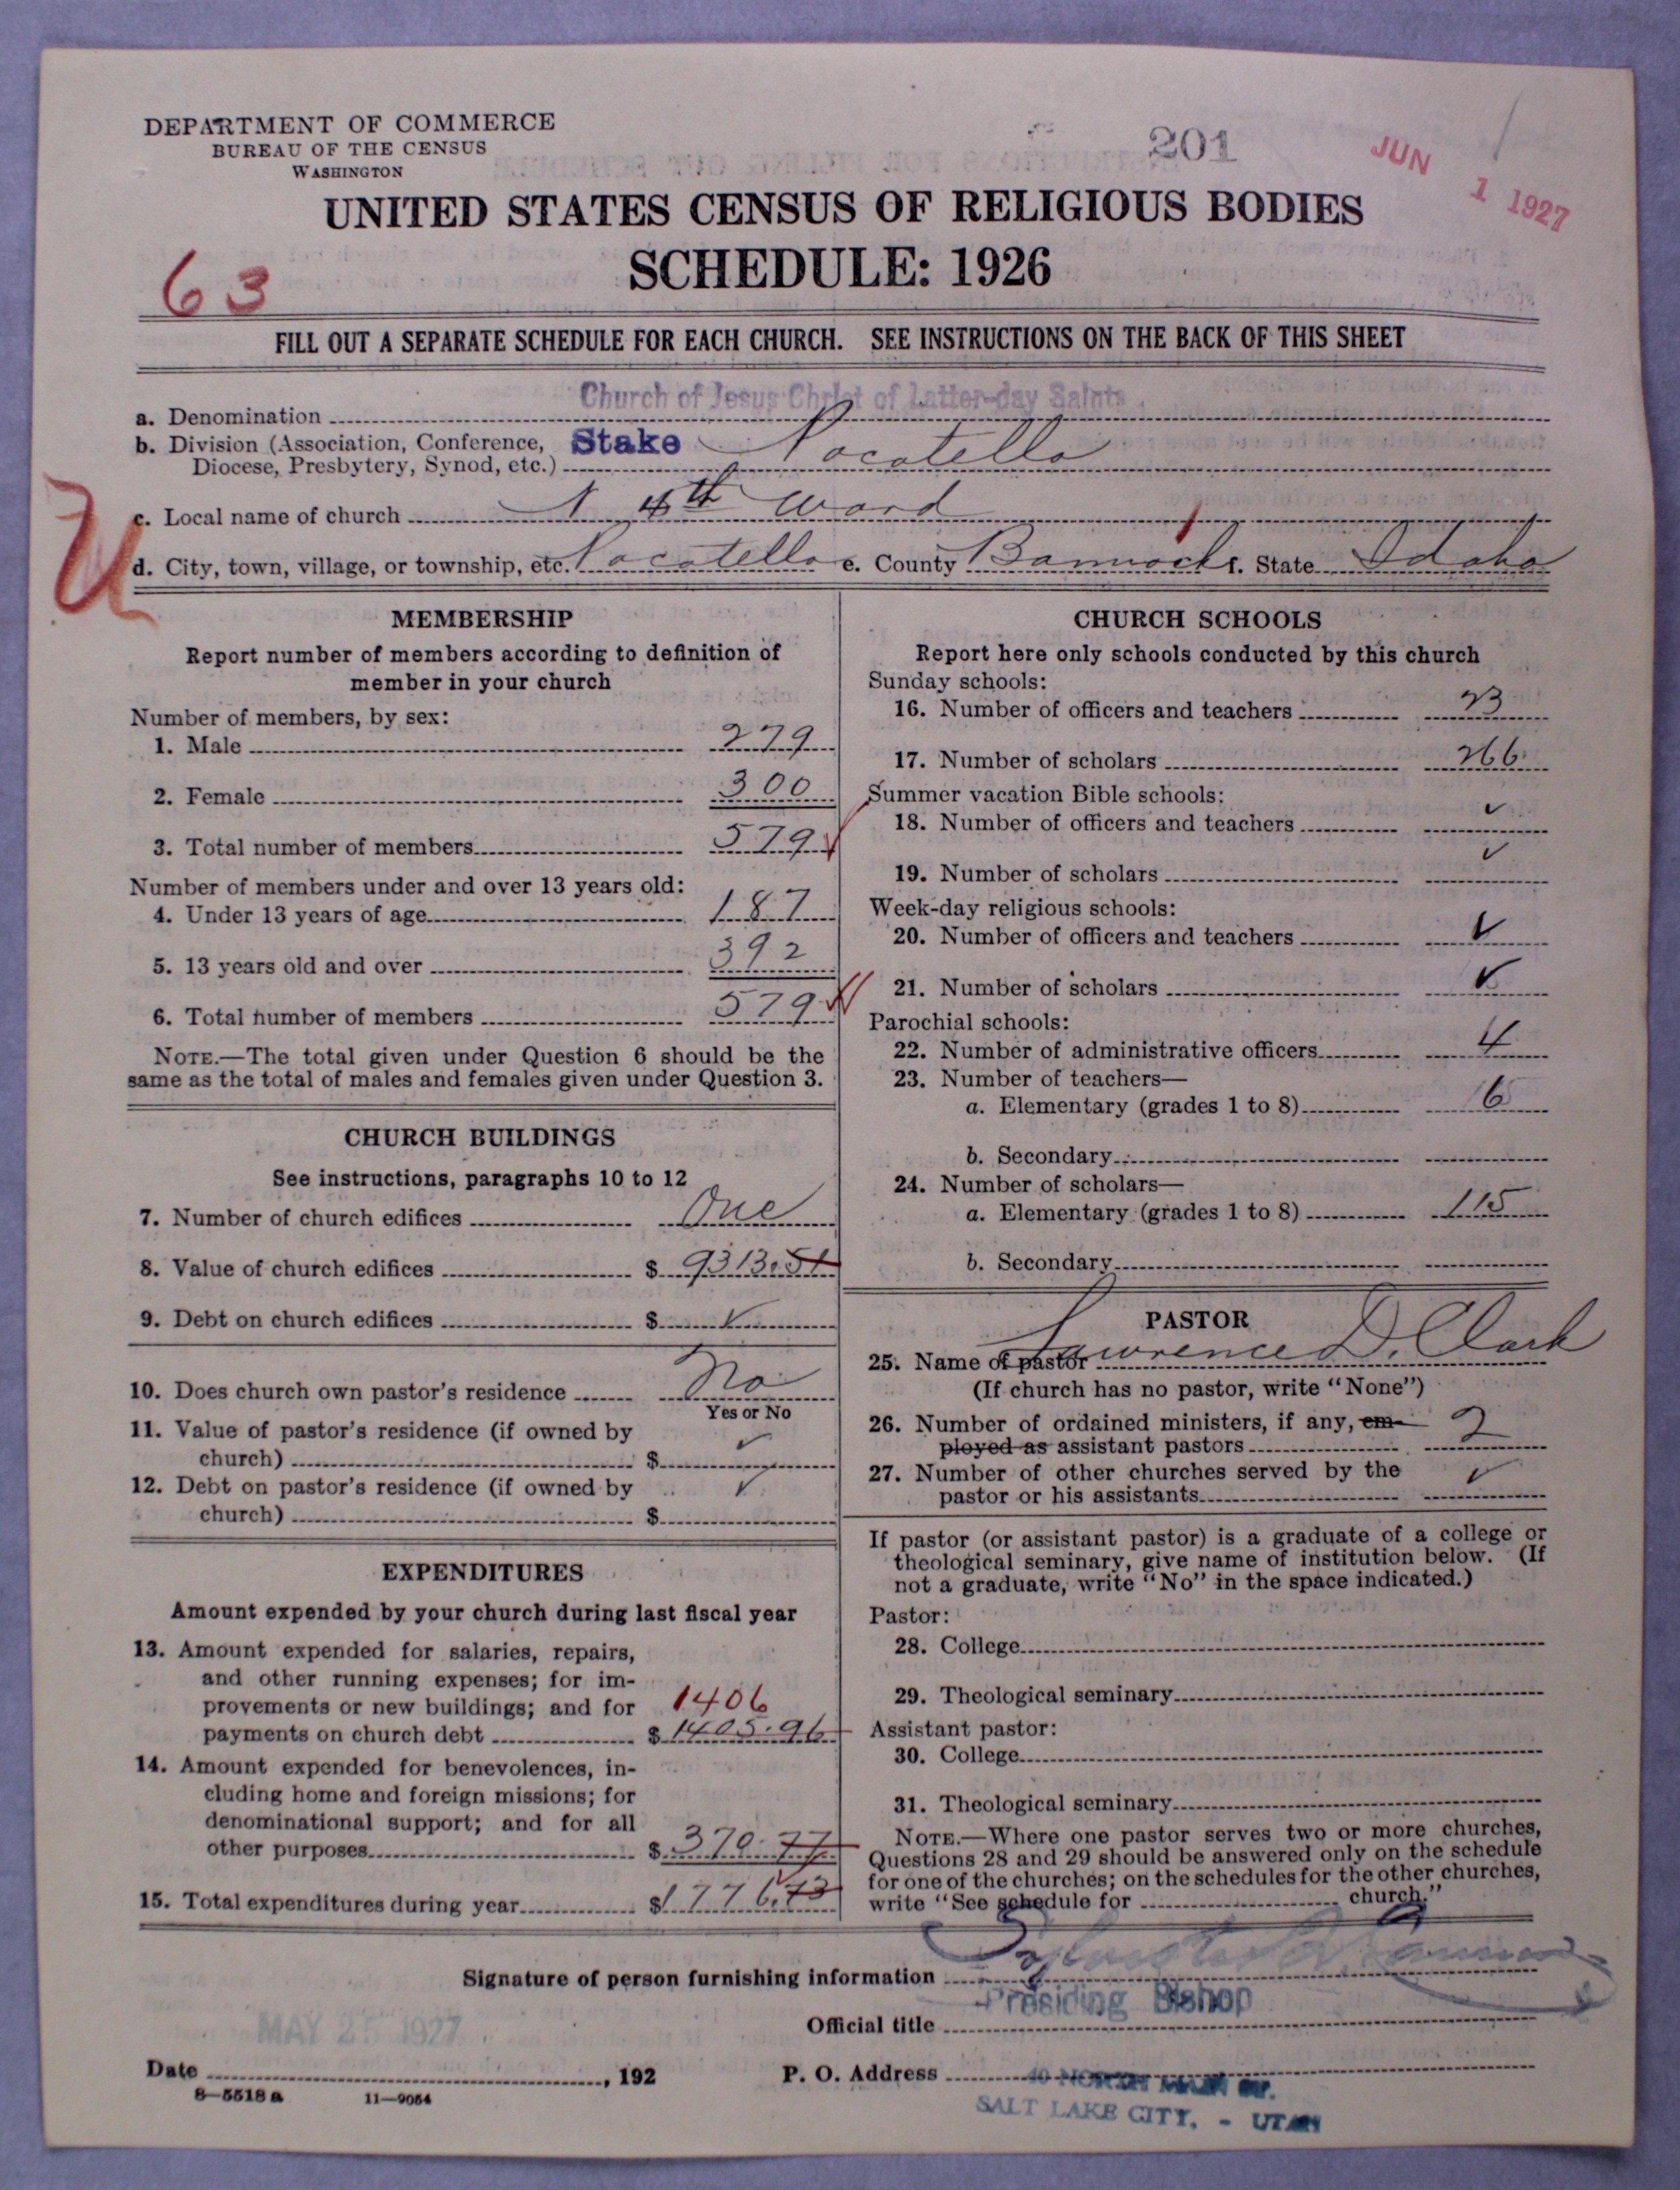 DEPARTMENT OF COMMERCE
BUREAU OF THE CENSUS
WASHINGTON
201
JUN 1 1927
UNITED STATES CENSUS OF RELIGIOUS BODIES
SCHEDULE: 1926
63
FILL OUT A SEPARATE SCHEDULE FOR EACH CHURCH. SEE INSTRUCTIONS ON THE BACK OF THIS SHEET
a. Denomination Church of Jesus Christ of Latter-day Saints
b. Division (Association, Conference, Stake Pocatello
Diocese, Presbytery, Synod, etc.)
c. Local name of church 4th Ward
d. City, town, village, or township, etc. Pocatello e. County Bannock f. State Idaho
U
MEMBERSHIP
Report number of members according to definition of
member in your church
Number of members, by sex:
1. Male 279
2. Female 300
3. Total number of members 579
Number of members under and over 13 years old:
4. Under 13 years of age 187
5. 13 years old and over 392
6. Total number of members 579
NOTE.—The total given under Question 6 should be the
same as the total of males and females given under Question 3.
CHURCH BUILDINGS
See instructions, paragraphs 10 to 12
7. Number of church edifices One
8. Value of church edifices $ 9313.51
9. Debt on church edifices $ ✓
10. Does church own pastor's residence No
Yes or No
11. Value of pastor's residence (if owned by ✓
church) $
12. Debt on pastor's residence (if owned by ✓
church) $
EXPENDITURES
Amount expended by your church during last fiscal year
13. Amount expended for salaries, repairs,
and other running expenses; for im-
provements or new buildings; and for 1406
payments on church debt $ 1405.96
14. Amount expended for benevolences, in-
cluding home and foreign missions; for
denominational support; and for all
other purposes $ 370.77
15. Total expenditures during year $ 1776.73
CHURCH SCHOOLS
Report here only schools conducted by this church
Sunday schools:
16. Number of officers and teachers 23
17. Number of scholars 266
Summer vacation Bible schools:
18. Number of officers and teachers ✓
19. Number of scholars ✓
Week-day religious schools:
20. Number of officers and teachers ✓
21. Number of scholars ✓
Parochial schools:
22. Number of administrative officers 4
23. Number of teachers—
a. Elementary (grades 1 to 8) 6
b. Secondary
24. Number of scholars—
a. Elementary (grades 1 to 8) 115
b. Secondary
PASTOR
25. Name of pastor Lawrence D. Clark
(If church has no pastor, write "None")
26. Number of ordained ministers, if any, em-
ployed as assistant pastors 2
27. Number of other churches served by the ✓
pastor or his assistants
If pastor (or assistant pastor) is a graduate of a college or
theological seminary, give name of institution below. (If
not a graduate, write "No" in the space indicated.)
Pastor:
28. College
29. Theological seminary
Assistant pastor:
30. College
31. Theological seminary
NOTE.—Where one pastor serves two or more churches,
Questions 28 and 29 should be answered only on the schedule
for one of the churches; on the schedules for the other churches,
write "See schedule for church."
Signature of person furnishing information
Presiding Bishop
Official title
MAY 25 1927
Date , 192
P. O. Address 40 NORTH MAIN ST.
SALT LAKE CITY, - UTAH
8—5518 a 11—9054